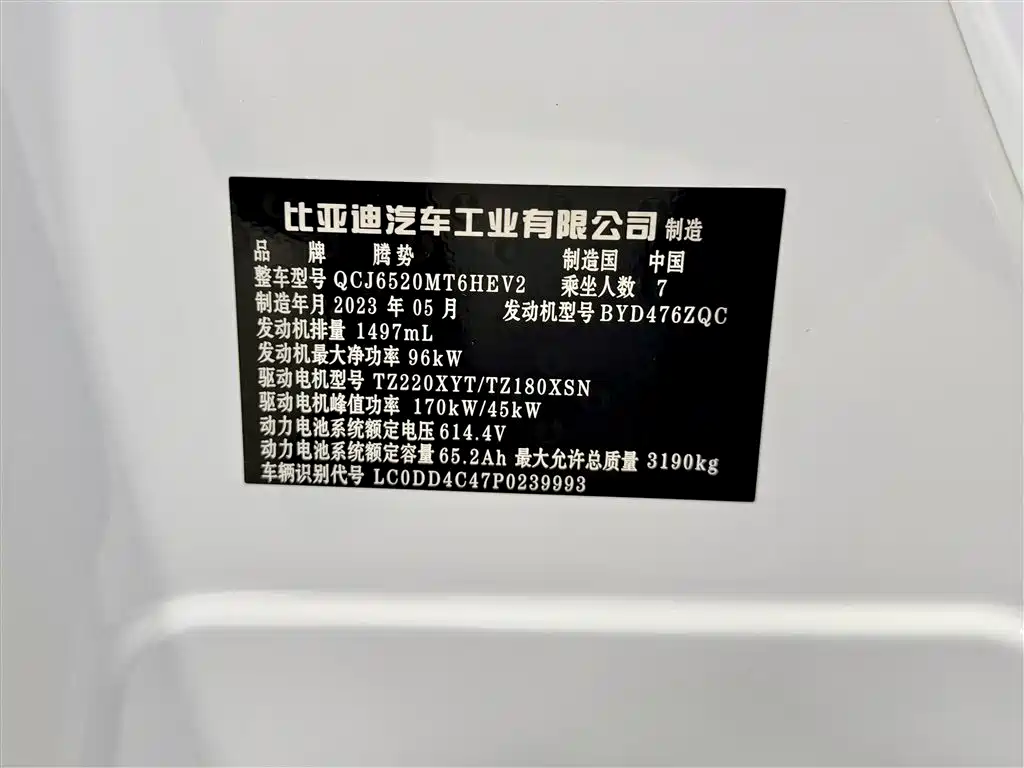 比亚迪汽车工业有限公司 制造
品 牌 腾势 制造国 中国
整车型号 QCJ6520MT6HEV2 乘坐人数 7
制造年月 2023 年 05 月 发动机型号 BYD476ZQC
发动机排量 1497mL
发动机最大净功率 96kW
驱动电机型号 TZ220XYT/TZ180XSN
驱动电机峰值功率 170kW/45kW
动力电池系统额定电压 614.4V
动力电池系统额定容量 65.2Ah 最大允许总质量 3190kg
车辆识别代号 LC0DD4C47P0239993